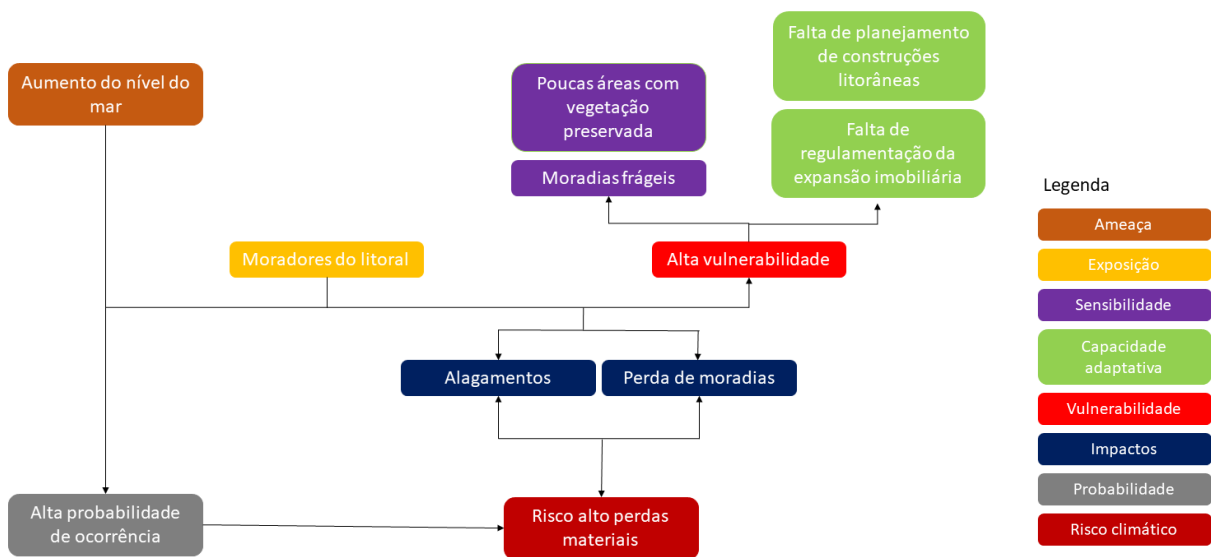 Aumento do nível do
mar
Poucas áreas com
vegetação
preservada
Moradias frágeis
Falta de planejamento
de construções
litorâneas
Falta de
regulamentação da
expansão imobiliária
Moradores do litoral
Alta vulnerabilidade
Alagamentos
Perda de moradias
Alta probabilidade
de ocorrência
Risco alto perdas
materiais
Legenda
Ameaça
Exposição
Sensibilidade
Capacidade
adaptativa
Vulnerabilidade
Impactos
Probabilidade
Risco climático